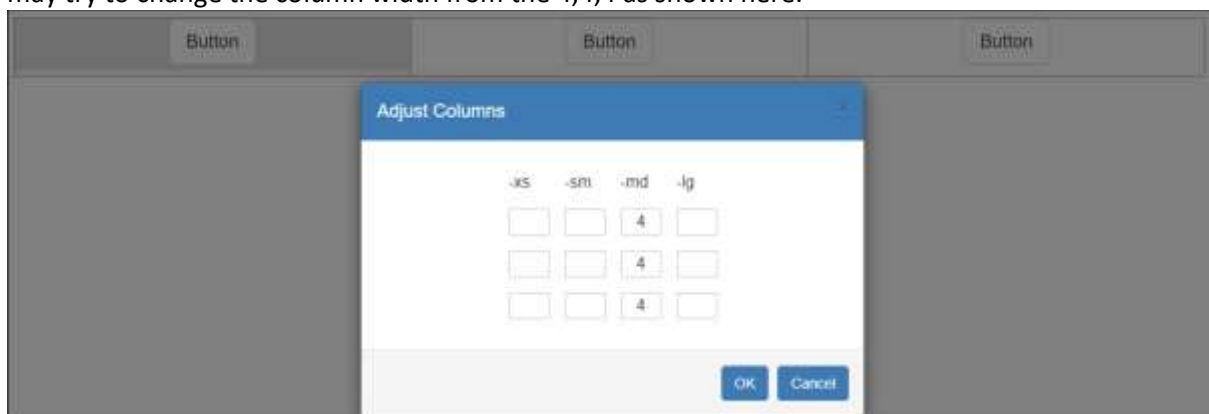 may try to change the column width from the 4,4,4 as shown here.
Button Button Button
Adjust Columns
-xs -sm -md -lg
4
4
4
OK Cancel